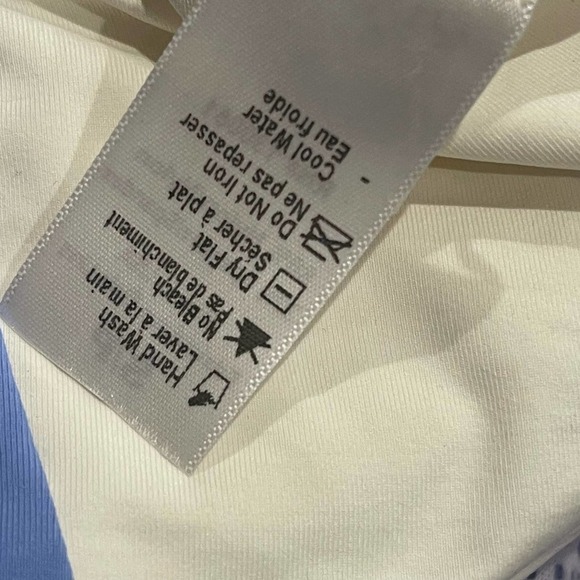 Hand Wash
Laver à la main
No Bleach
pas de blanchiment
Dry Flat
Sécher à plat
Do Not Iron
Ne pas repasser
Cool Water
Eau froide